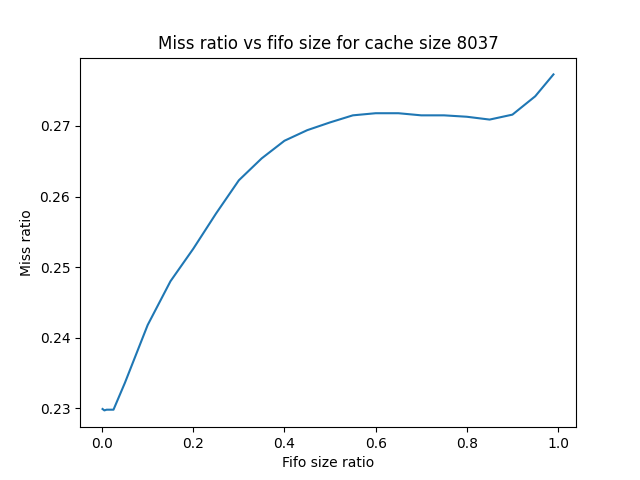 Miss ratio vs fifo size for cache size 8037
0.27
0.26
0.25
0.24
0.23
Miss ratio
0.0 0.2 0.4 0.6 0.8 1.0
Fifo size ratio